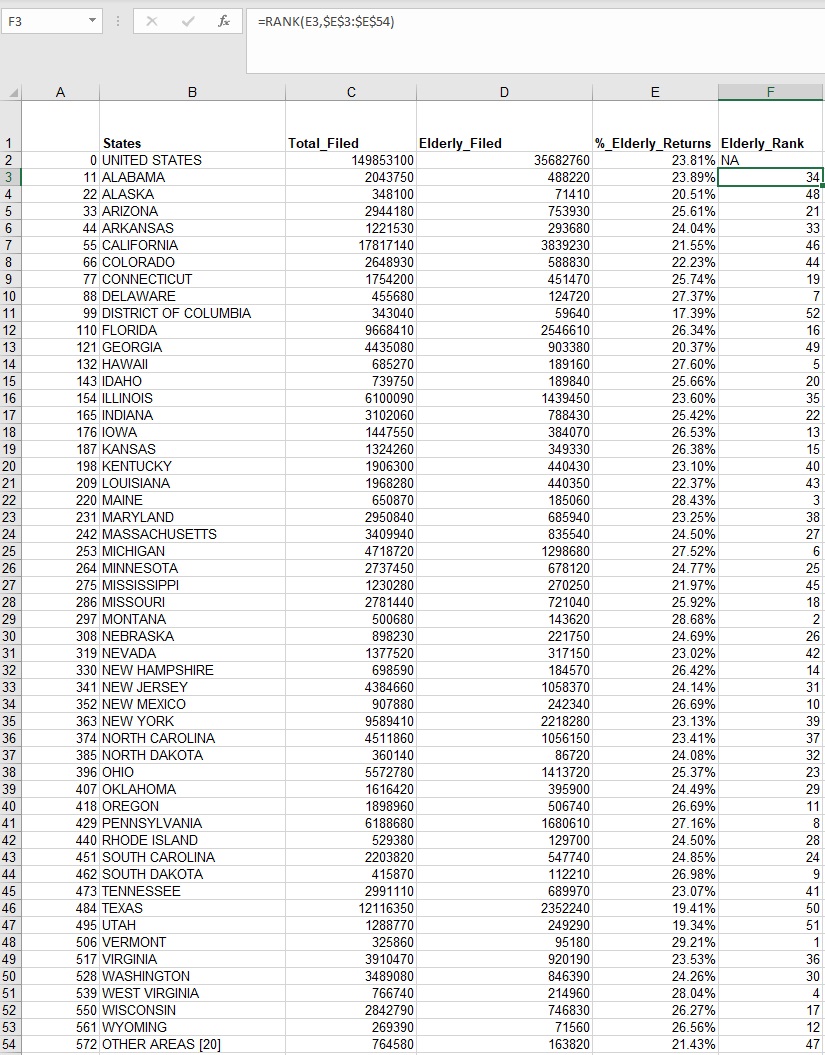 F3 fx =RANK(E3,$E$3:$E$54)
A B C D E F
1 States Total_Filed Elderly_Filed %_Elderly_Returns Elderly_Rank
2 0 UNITED STATES 149853100 35682760 23.81% NA
3 11 ALABAMA 2043750 488220 23.89% 34
4 22 ALASKA 348100 71410 20.51% 48
5 33 ARIZONA 2944180 753930 25.61% 21
6 44 ARKANSAS 1221530 293680 24.04% 33
7 55 CALIFORNIA 17817140 3839230 21.55% 46
8 66 COLORADO 2648930 588830 22.23% 44
9 77 CONNECTICUT 1754200 451470 25.74% 19
10 88 DELAWARE 455680 124720 27.37% 7
11 99 DISTRICT OF COLUMBIA 343040 59640 17.39% 52
12 110 FLORIDA 9668410 2546610 26.34% 16
13 121 GEORGIA 4435080 903380 20.37% 49
14 132 HAWAII 685270 189160 27.60% 5
15 143 IDAHO 739750 189840 25.66% 20
16 154 ILLINOIS 6100090 1439450 23.60% 35
17 165 INDIANA 3102060 788430 25.42% 22
18 176 IOWA 1447550 384070 26.53% 13
19 187 KANSAS 1324260 349330 26.38% 15
20 198 KENTUCKY 1906300 440430 23.10% 40
21 209 LOUISIANA 1968280 440350 22.37% 43
22 220 MAINE 650870 185060 28.43% 3
23 231 MARYLAND 2950840 685940 23.25% 38
24 242 MASSACHUSETTS 3409940 835540 24.50% 27
25 253 MICHIGAN 4718720 1298680 27.52% 6
26 264 MINNESOTA 2737450 678120 24.77% 25
27 275 MISSISSIPPI 1230280 270250 21.97% 45
28 286 MISSOURI 2781440 721040 25.92% 18
29 297 MONTANA 500680 143620 28.68% 2
30 308 NEBRASKA 898230 221750 24.69% 26
31 319 NEVADA 1377520 317150 23.02% 42
32 330 NEW HAMPSHIRE 698590 184570 26.42% 14
33 341 NEW JERSEY 4384660 1058370 24.14% 31
34 352 NEW MEXICO 907880 242340 26.69% 10
35 363 NEW YORK 9589410 2218280 23.13% 39
36 374 NORTH CAROLINA 4511860 1056150 23.41% 37
37 385 NORTH DAKOTA 360140 86720 24.08% 32
38 396 OHIO 5572780 1413720 25.37% 23
39 407 OKLAHOMA 1616420 395900 24.49% 29
40 418 OREGON 1898960 506740 26.69% 11
41 429 PENNSYLVANIA 6188680 1680610 27.16% 8
42 440 RHODE ISLAND 529380 129700 24.50% 28
43 451 SOUTH CAROLINA 2203820 547740 24.85% 24
44 462 SOUTH DAKOTA 415870 112210 26.98% 9
45 473 TENNESSEE 2991110 689970 23.07% 41
46 484 TEXAS 12116350 2352240 19.41% 50
47 495 UTAH 1288770 249290 19.34% 51
48 506 VERMONT 325860 95180 29.21% 1
49 517 VIRGINIA 3910470 920190 23.53% 36
50 528 WASHINGTON 3489080 846390 24.26% 30
51 539 WEST VIRGINIA 766740 214960 28.04% 4
52 550 WISCONSIN 2842790 746830 26.27% 17
53 561 WYOMING 269390 71560 26.56% 12
54 572 OTHER AREAS [20] 764580 163820 21.43% 47